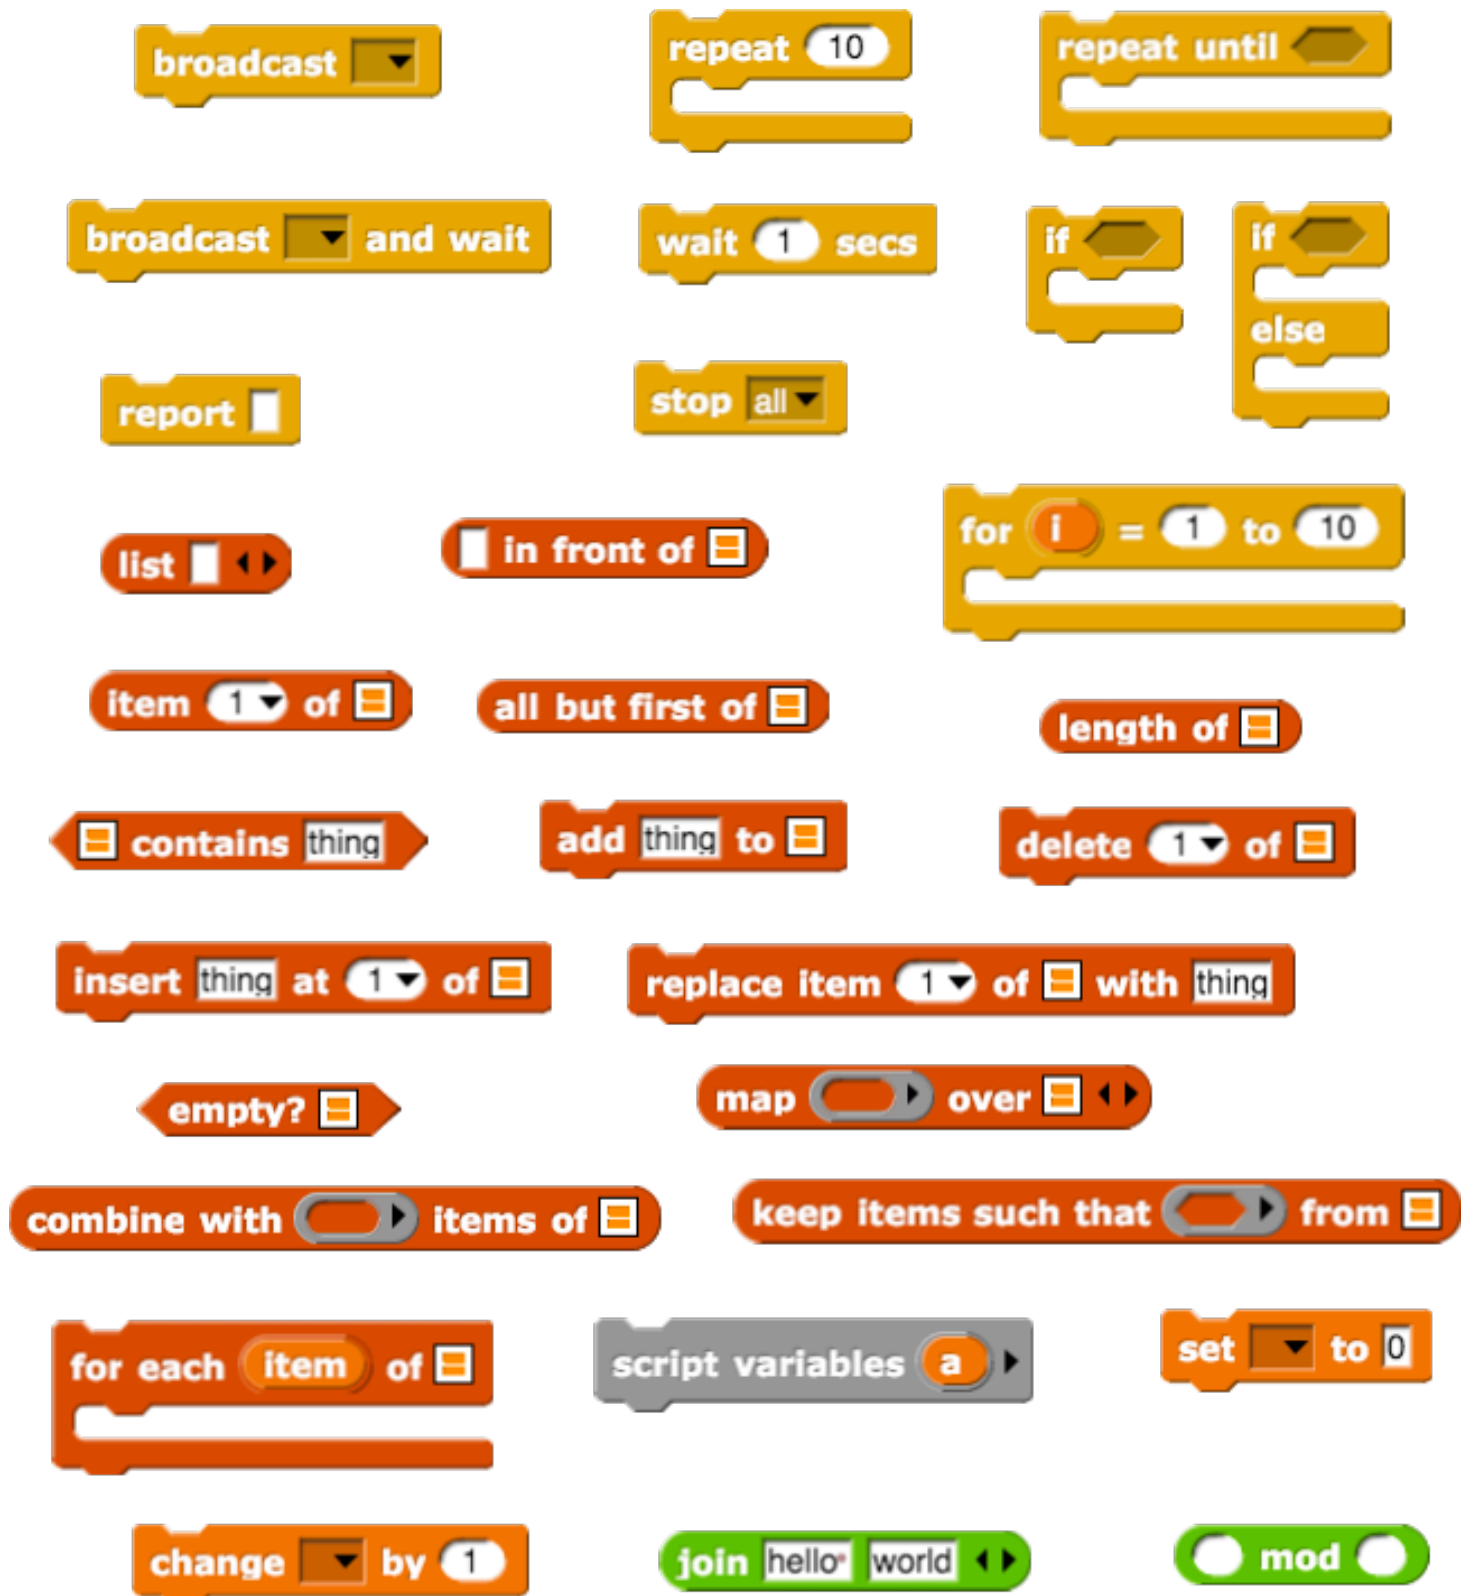 broadcast
repeat 10
repeat until
broadcast and wait
wait 1 secs
if
if
else
report
stop all
list
in front of
for i = 1 to 10
item 1 of
all but first of
length of
contains thing
add thing to
delete 1 of
insert thing at 1 of
replace item 1 of with thing
empty?
map over
combine with items of
keep items such that from
for each item of
script variables a
set to 0
change by 1
join hello world
mod